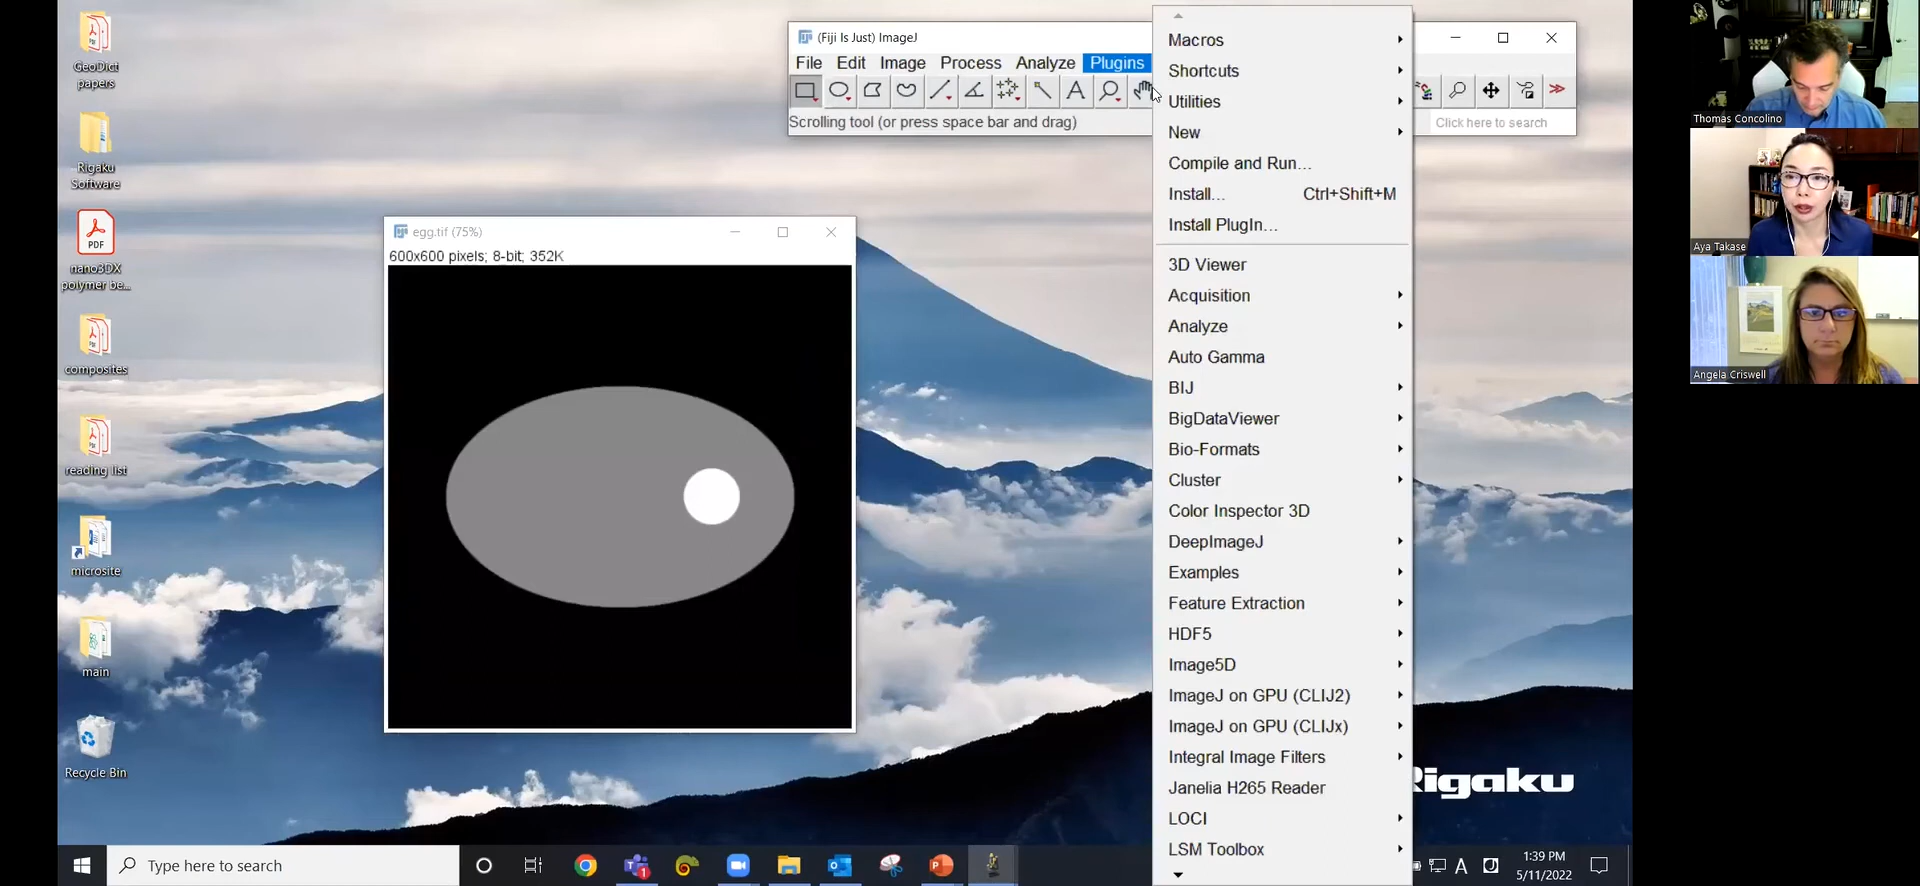 GeoDict
papers
Rigaku
Software
PDF
nano3DX
polymer be...
composites
reading list
microsite
main
Recycle Bin
(Fiji Is Just) ImageJ
File Edit Image Process Analyze Plugins
Scrolling tool (or press space bar and drag)
Click here to search
egg.tif (75%)
600x600 pixels; 8-bit; 352K
Macros
Shortcuts
Utilities
New
Compile and Run...
Install... Ctrl+Shift+M
Install PlugIn...
3D Viewer
Acquisition
Analyze
Auto Gamma
BIJ
BigDataViewer
Bio-Formats
Cluster
Color Inspector 3D
DeepImageJ
Examples
Feature Extraction
HDF5
Image5D
ImageJ on GPU (CLIJ2)
ImageJ on GPU (CLIJx)
Integral Image Filters
Janelia H265 Reader
LOCI
LSM Toolbox
Rigaku
Type here to search
A
1:39 PM
5/11/2022
Thomas Concolino
Aya Takase
Angela Criswell